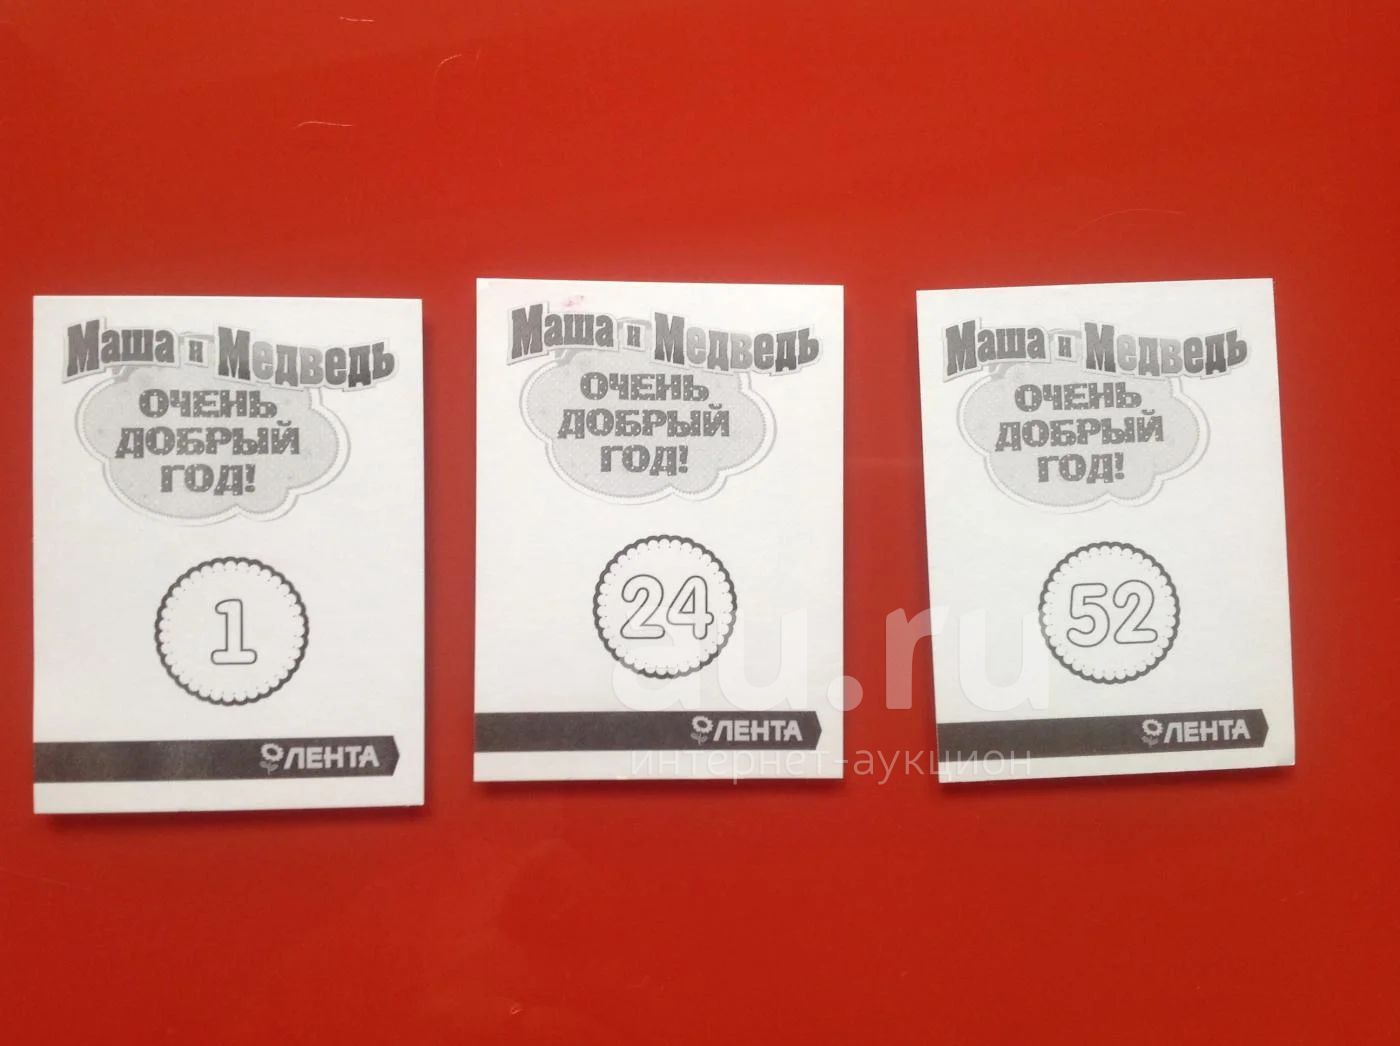 Маша и Медведь
ОЧЕНЬ
ДОБРЫЙ
ГОД!
1
ЛЕНТА
Маша и Медведь
ОЧЕНЬ
ДОБРЫЙ
ГОД!
24
ЛЕНТА
Маша и Медведь
ОЧЕНЬ
ДОБРЫЙ
ГОД!
52
ЛЕНТА
au.ru
интернет-аукцион